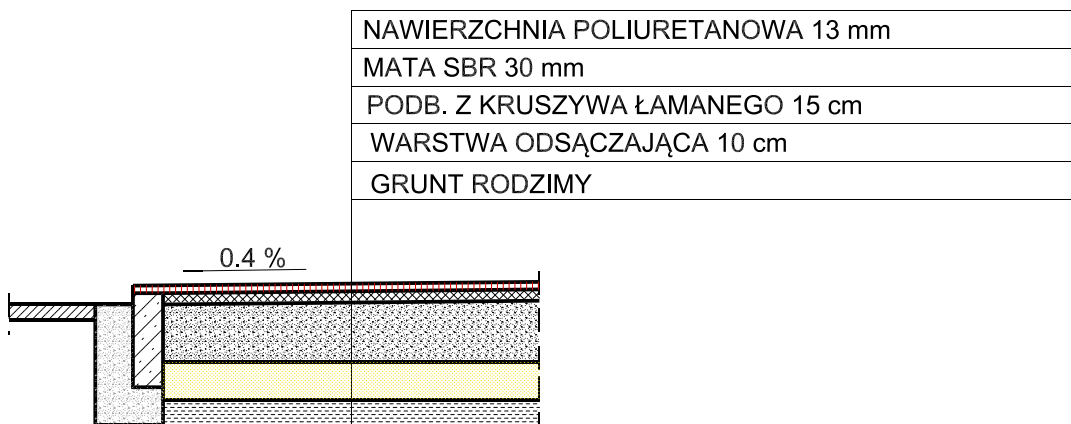 NAWIERZCHNIA POLIURETANOWA 13 mm
MATA SBR 30 mm
PODB. Z KRUSZYWA ŁAMANEGO 15 cm
WARSTWA ODSĄCZAJĄCA 10 cm
GRUNT RODZIMY
0.4 %